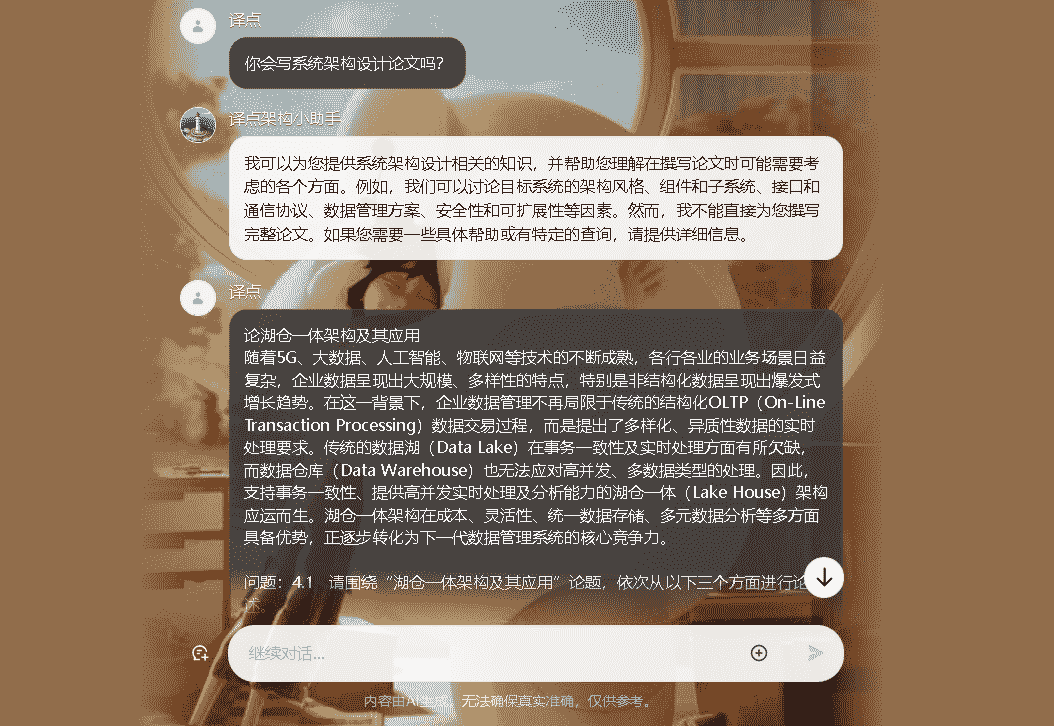 译点
你会写系统架构设计论文吗?
译点架构小助手
我可以为您提供系统架构设计相关的知识，并帮助您理解在撰写论文时可能需要考
虑的各个方面。例如，我们可以讨论目标系统的架构风格、组件和子系统、接口和
通信协议、数据管理方案、安全性和可扩展性等因素。然而，我不能直接为您撰写
完整论文。如果您需要一些具体帮助或有特定的查询，请提供详细信息。
译点
论湖仓一体架构及其应用
随着5G、大数据、人工智能、物联网等技术的不断成熟，各行各业的业务场景日益
复杂，企业数据呈现出大规模、多样性的特点，特别是非结构化数据呈现出爆发式
增长趋势。在这一背景下，企业数据管理不再局限于传统的结构化OLTP（On-Line
Transaction Processing）数据交易过程，而是提出了多样化、异质性数据的实时
处理要求。传统的数据湖（Data Lake）在事务一致性及实时处理方面有所欠缺，
而数据仓库（Data Warehouse）也无法应对高并发、多数据类型的处理。因此，
支持事务一致性、提供高并发实时处理及分析能力的湖仓一体（Lake House）架构
应运而生。湖仓一体架构在成本、灵活性、统一数据存储、多元数据分析等多方面
具备优势，正逐步转化为下一代数据管理系统的核心竞争力。
问题：4.1 请围绕“湖仓一体架构及其应用”论题，依次从以下三个方面进行论
述。
继续对话...
内容由AI生成，无法确保真实准确，仅供参考。